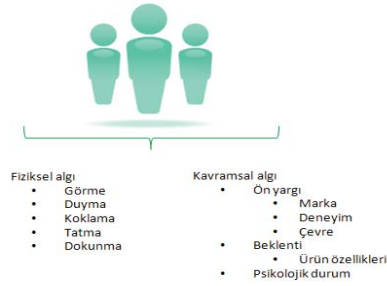 Fiziksel algı
• Görme
• Duyma
• Koklama
• Tatma
• Dokunma
Kavramsal algı
• Ön yargı
• Marka
• Deneyim
• Çevre
• Beklenti
• Ürün özellikleri
• Psikolojik durum